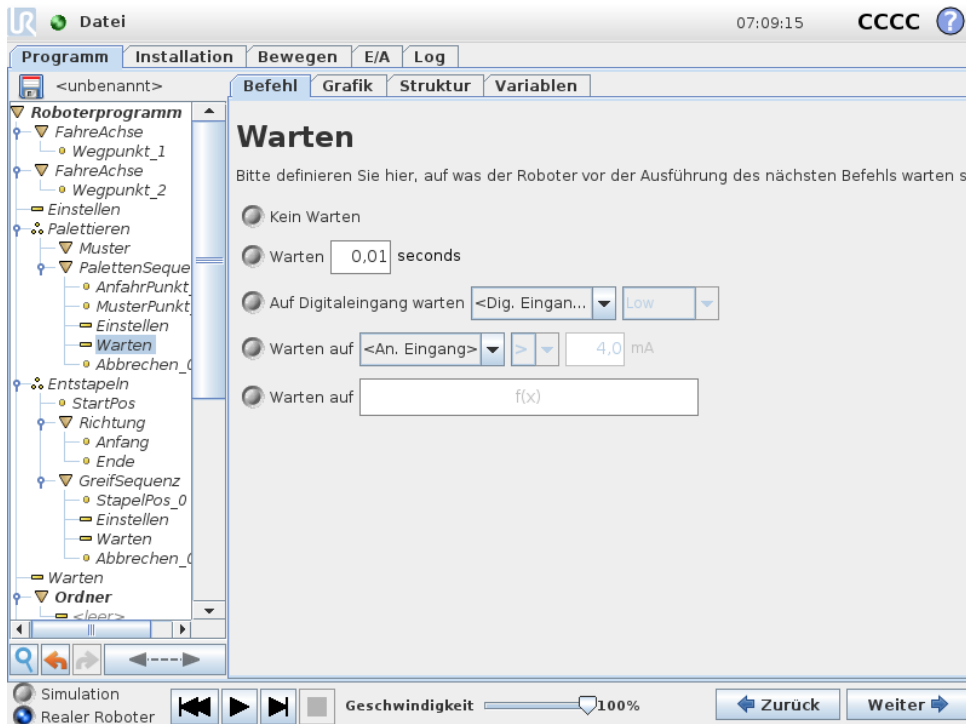 UR Datei 07:09:15 CCCC ?
Programm Installation Bewegen E/A Log
<unbenannt>
Befehl Grafik Struktur Variablen
Roboterprogramm
FahreAchse
Wegpunkt_1
FahreAchse
Wegpunkt_2
Einstellen
Palettieren
Muster
PalettenSeque
AnfahrPunkt_
MusterPunkt_
Einstellen
Warten
Abbrechen_0
Entstapeln
StartPos
Richtung
Anfang
Ende
GreifSequenz
StapelPos_0
Einstellen
Warten
Abbrechen_0
Warten
Ordner
<leer>
Warten
Bitte definieren Sie hier, auf was der Roboter vor der Ausführung des nächsten Befehls warten s
Kein Warten
Warten 0,01 seconds
Auf Digitaleingang warten <Dig. Eingan... Low
Warten auf <An. Eingang> > 4,0 mA
Warten auf f(x)
Simulation
Realer Roboter
Geschwindigkeit 100%
Zurück Weiter